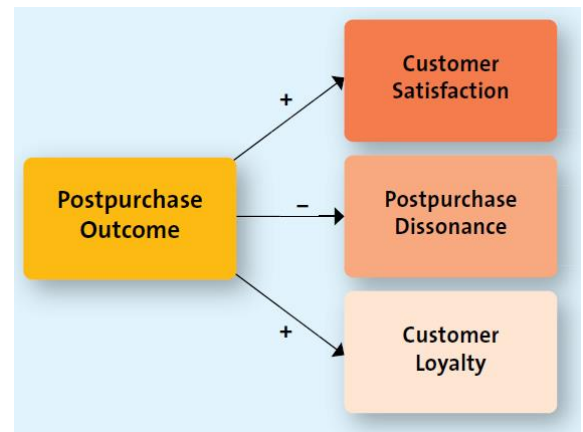 Customer
Satisfaction
+
Postpurchase
Outcome
–
Postpurchase
Dissonance
+
Customer
Loyalty